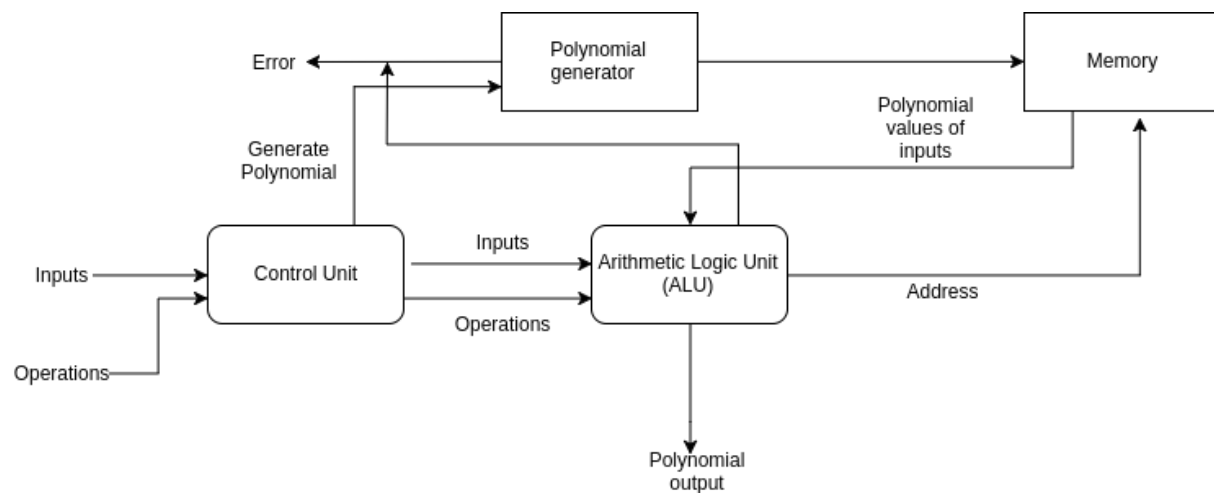 Polynomial
generator
Error
Memory
Polynomial
values of
inputs
Generate
Polynomial
Inputs
Inputs
Control Unit
Arithmetic Logic Unit
(ALU)
Address
Operations
Operations
Polynomial
output